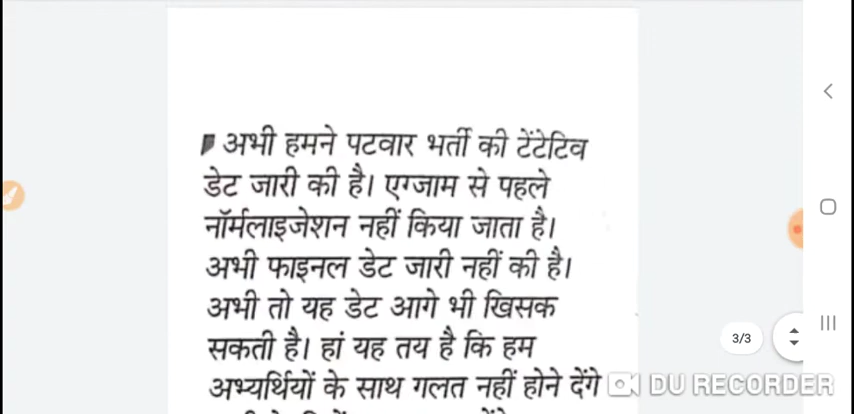 अभी हमने पटवार भर्ती की टेंटेटिव
डेट जारी की है। एग्जाम से पहले
नॉर्मलाइजेशन नहीं किया जाता है।
अभी फाइनल डेट जारी नहीं की है।
अभी तो यह डेट आगे भी खिसक
सकती है। हां यह तय है कि हम
अभ्यर्थियों के साथ गलत नहीं होने देंगे
3/3
DU RECORDER